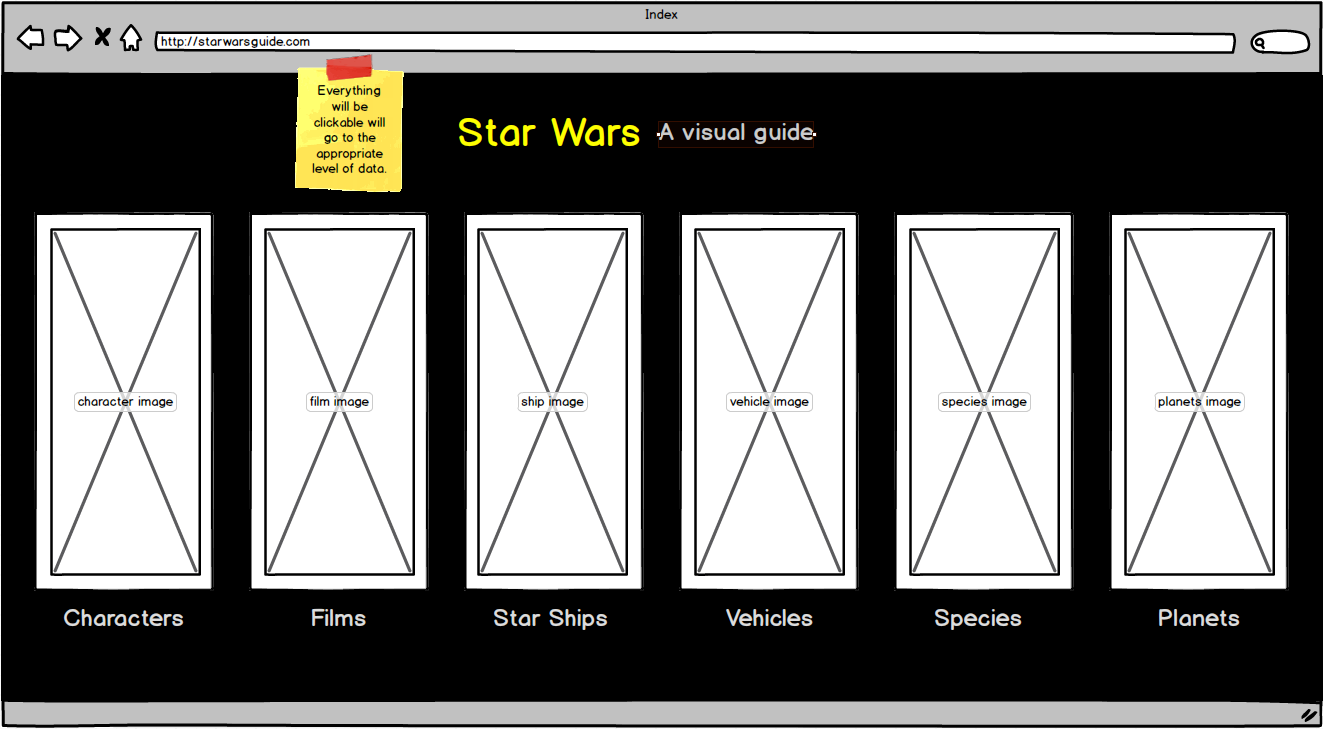 Index
http://starwarsguide.com
Everything
will be
clickable will
go to the
appropriate
level of data.
Star Wars A visual guide
character image
film image
ship image
vehicle image
species image
planets image
Characters
Films
Star Ships
Vehicles
Species
Planets